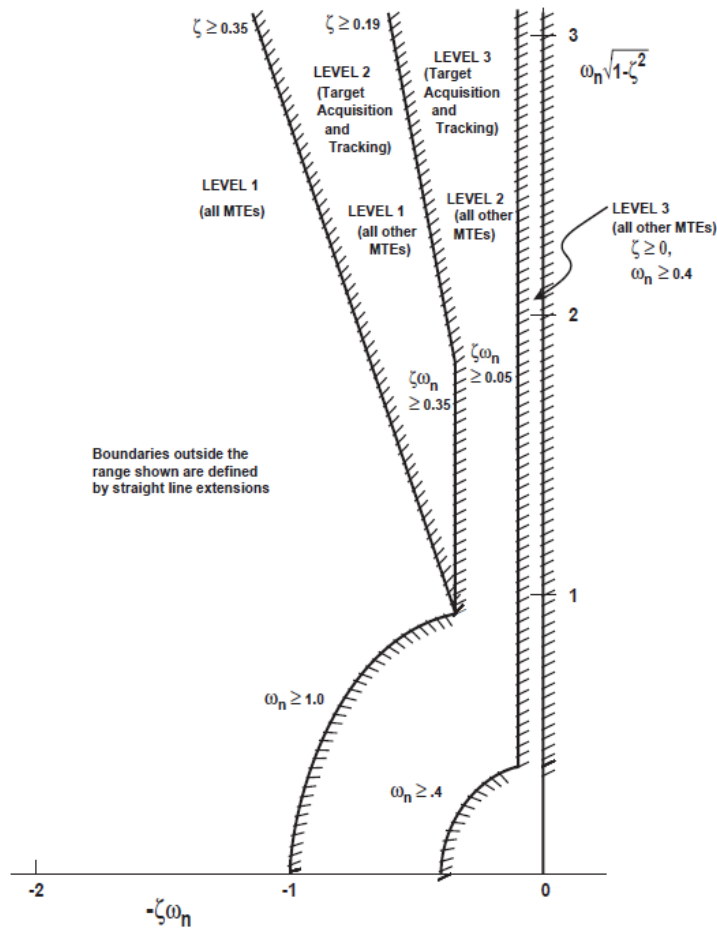 ζ ≥ 0.35
ζ ≥ 0.19
3
ωₙ√1-ζ²
LEVEL 2
(Target
Acquisition
and
Tracking)
LEVEL 3
(Target
Acquisition
and
Tracking)
LEVEL 1
(all MTEs)
LEVEL 1
(all other
MTEs)
LEVEL 2
(all other
MTEs)
LEVEL 3
(all other MTEs)
ζ ≥ 0,
ωₙ ≥ 0.4
2
ζωₙ
≥ 0.35
ζωₙ
≥ 0.05
Boundaries outside the
range shown are defined
by straight line extensions
1
ωₙ ≥ 1.0
ωₙ ≥ .4
-2
-1
0
-ζωₙ